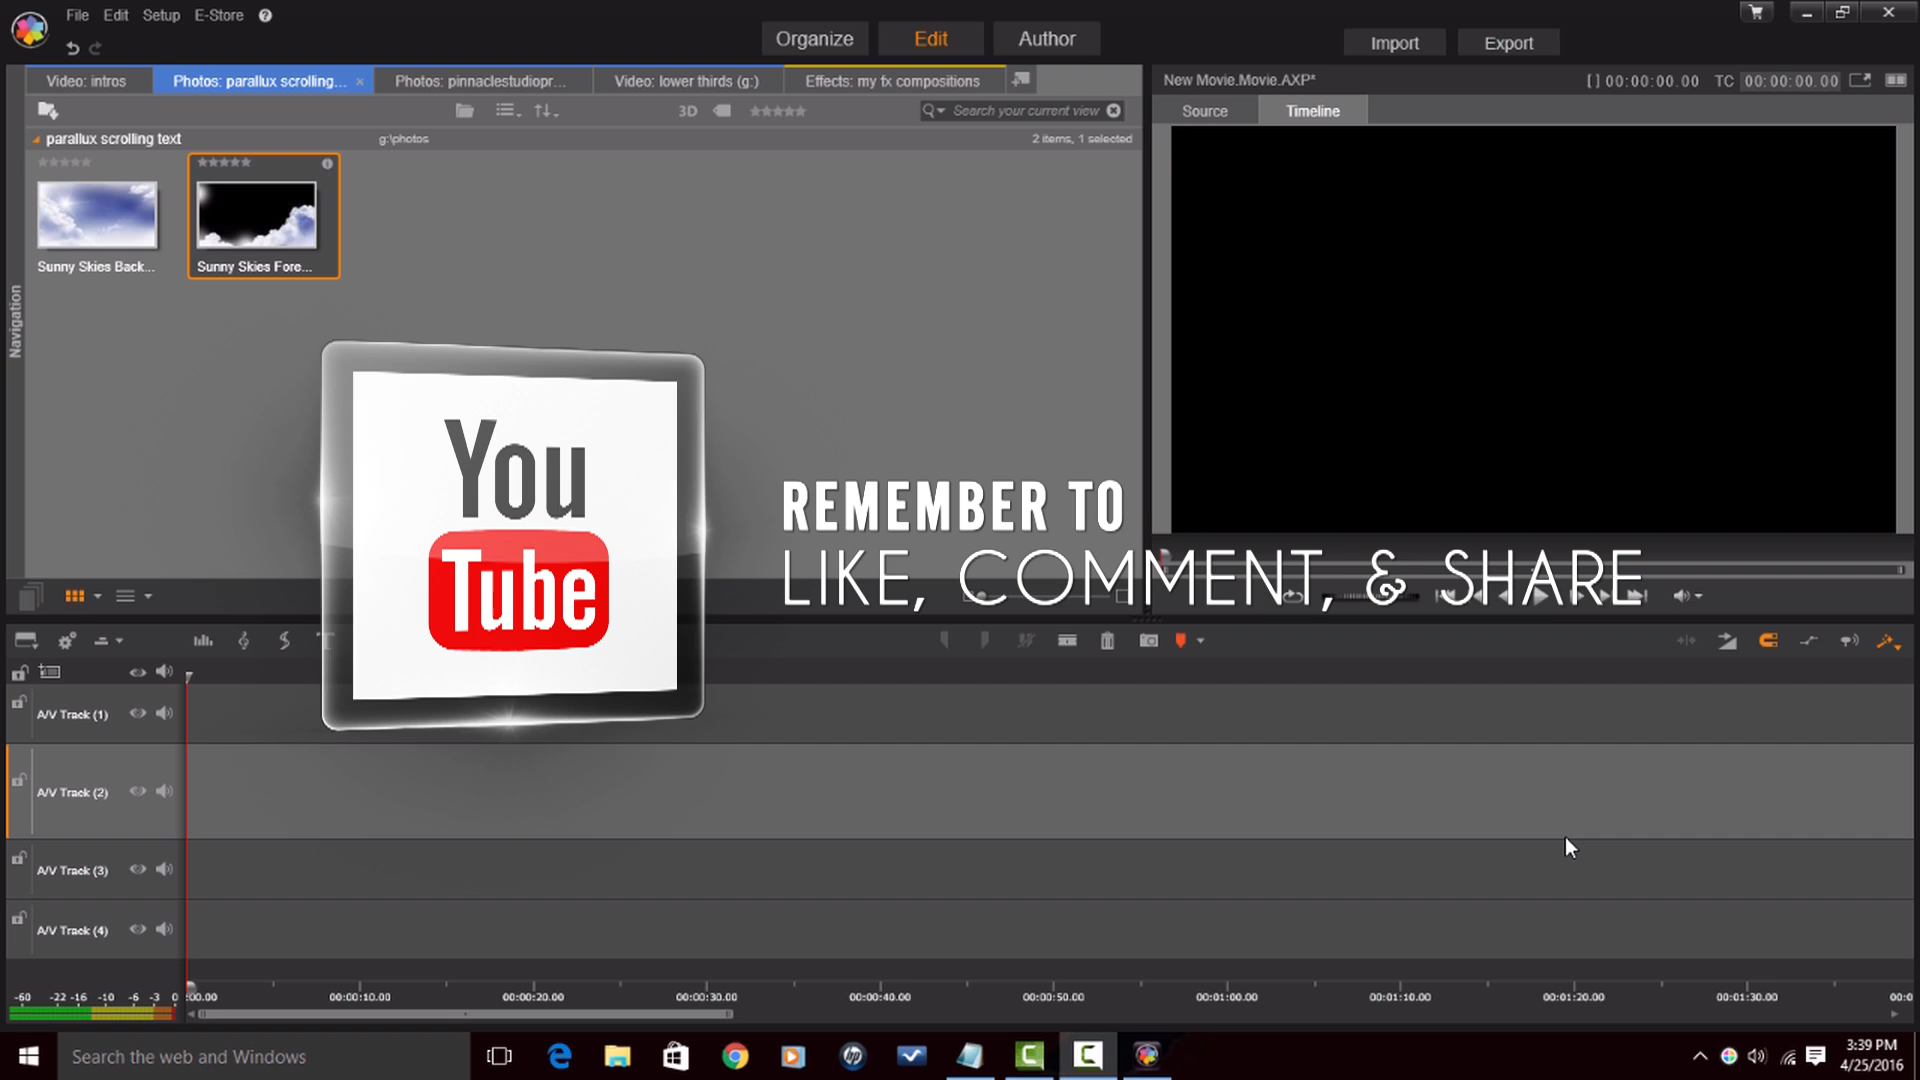 File Edit Setup E-Store ?
Organize Edit Author
Import Export
Video: intros
Photos: parallux scrolling... ×
Photos: pinnaclestudiopr...
Video: lower thirds (g:)
Effects: my fx compositions
New Movie.Movie.AXP*
[ ] 00:00:00.00
TC 00:00:00.00
3D
Search your current view
Source
Timeline
parallux scrolling text
g:\photos
2 items, 1 selected
Sunny Skies Back...
Sunny Skies Fore...
Navigation
You
Tube
REMEMBER TO
LIKE, COMMENT, & SHARE
A/V Track (1)
A/V Track (2)
A/V Track (3)
A/V Track (4)
-60 -22 -16 -10 -6 -3 0
:00.00 00:00:10.00 00:00:20.00 00:00:30.00 00:00:40.00 00:00:50.00 00:01:00.00 00:01:10.00 00:01:20.00 00:01:30.00 00:0
Search the web and Windows
hp
3:39 PM
4/25/2016